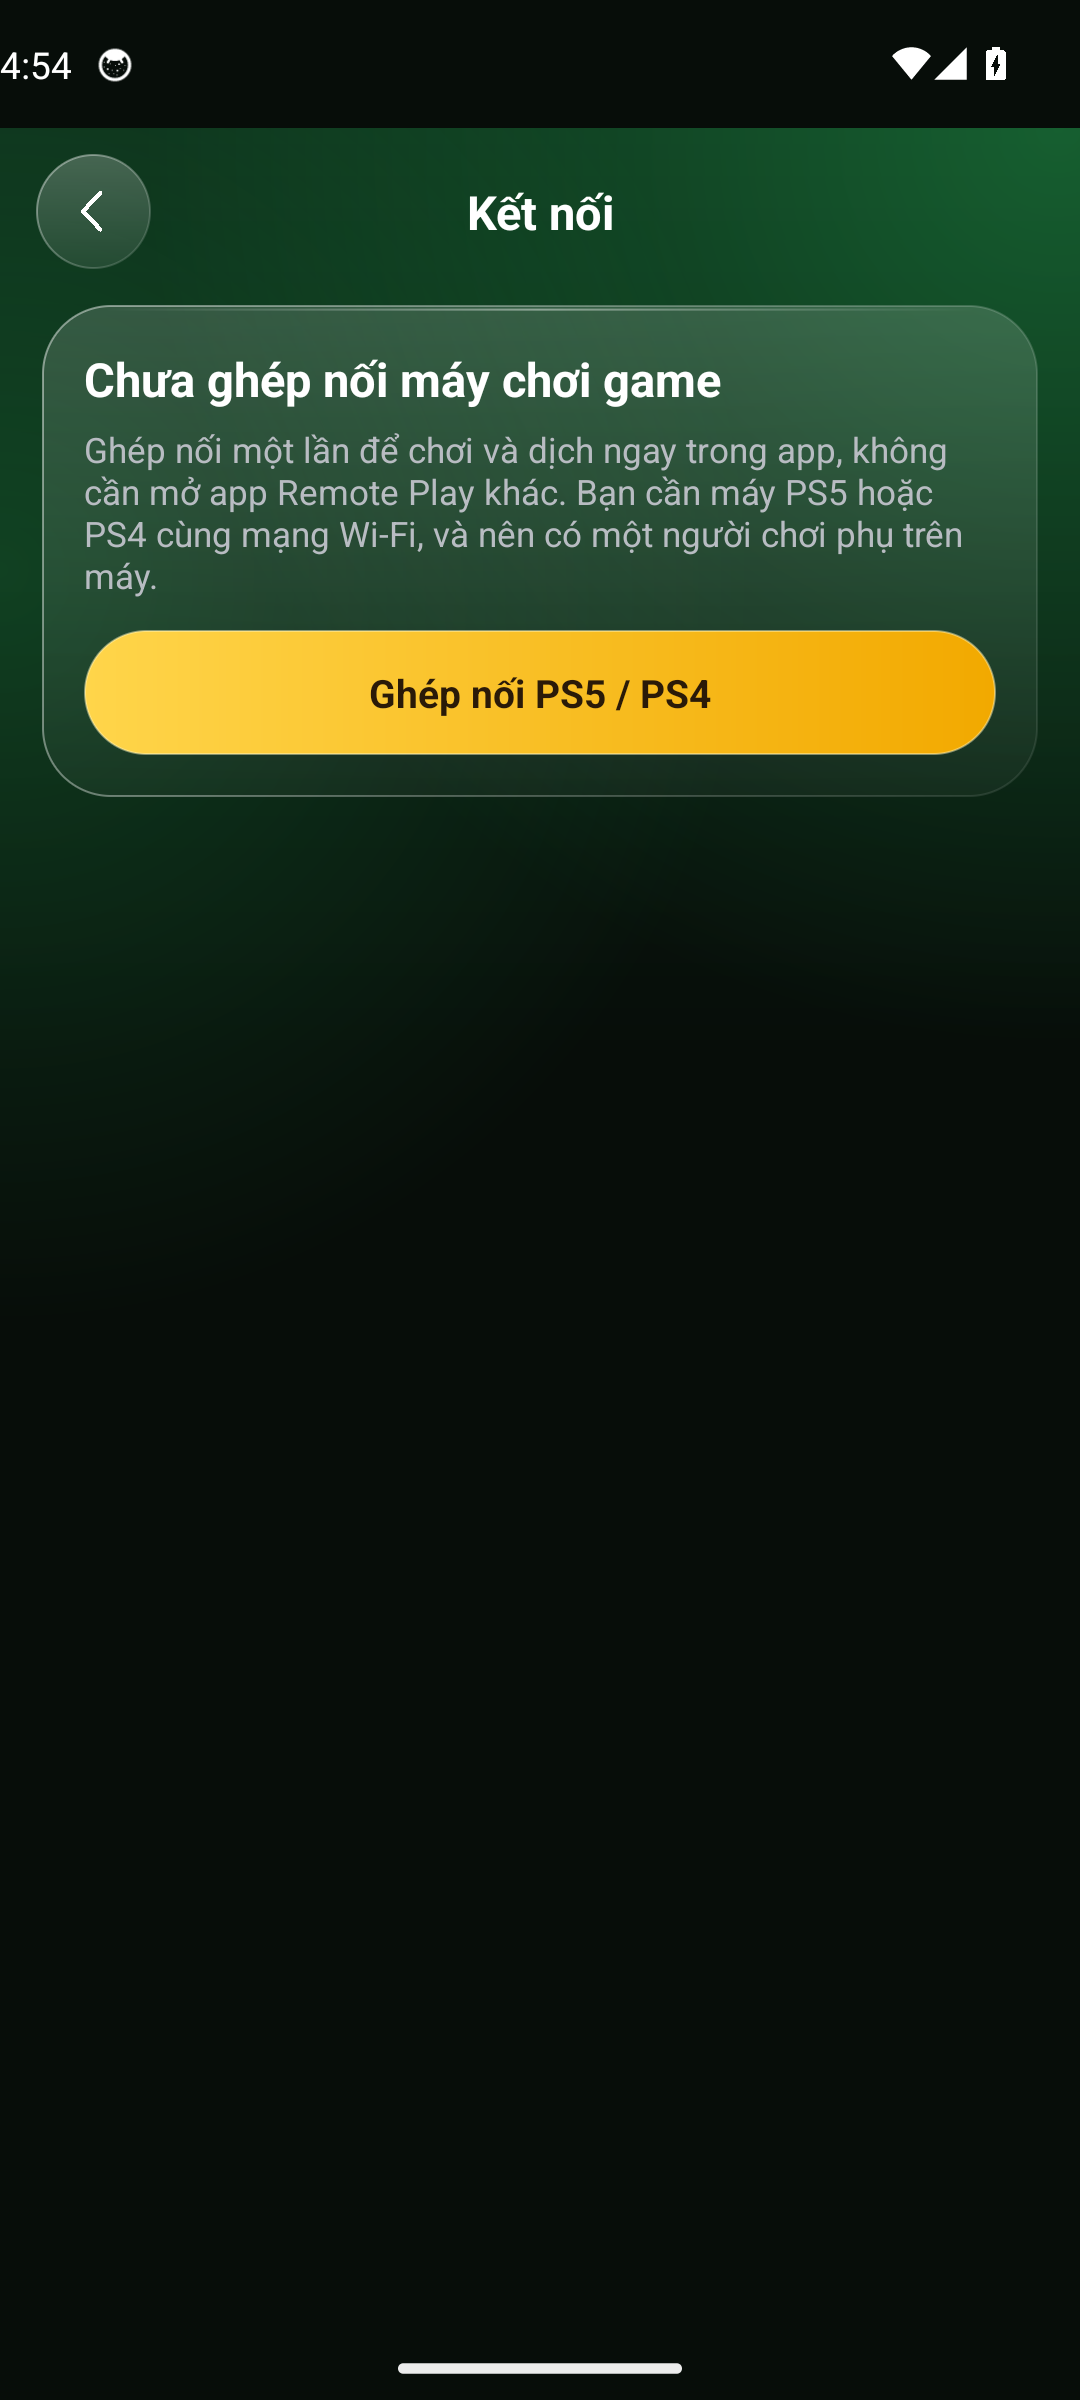 4:54
Kết nối
Chưa ghép nối máy chơi game
Ghép nối một lần để chơi và dịch ngay trong app, không
cần mở app Remote Play khác. Bạn cần máy PS5 hoặc
PS4 cùng mạng Wi-Fi, và nên có một người chơi phụ trên
máy.
Ghép nối PS5 / PS4